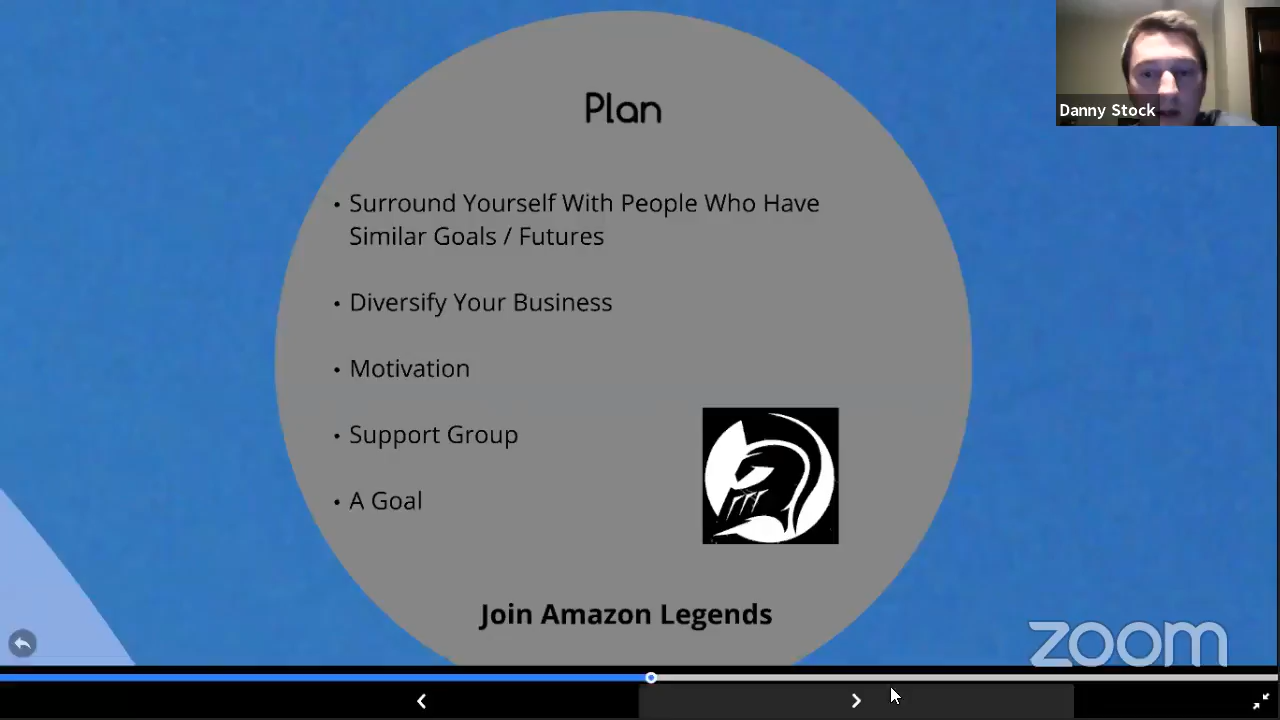 Plan
• Surround Yourself With People Who Have
Similar Goals / Futures
• Diversify Your Business
• Motivation
• Support Group
• A Goal
Join Amazon Legends
Danny Stock
zoom